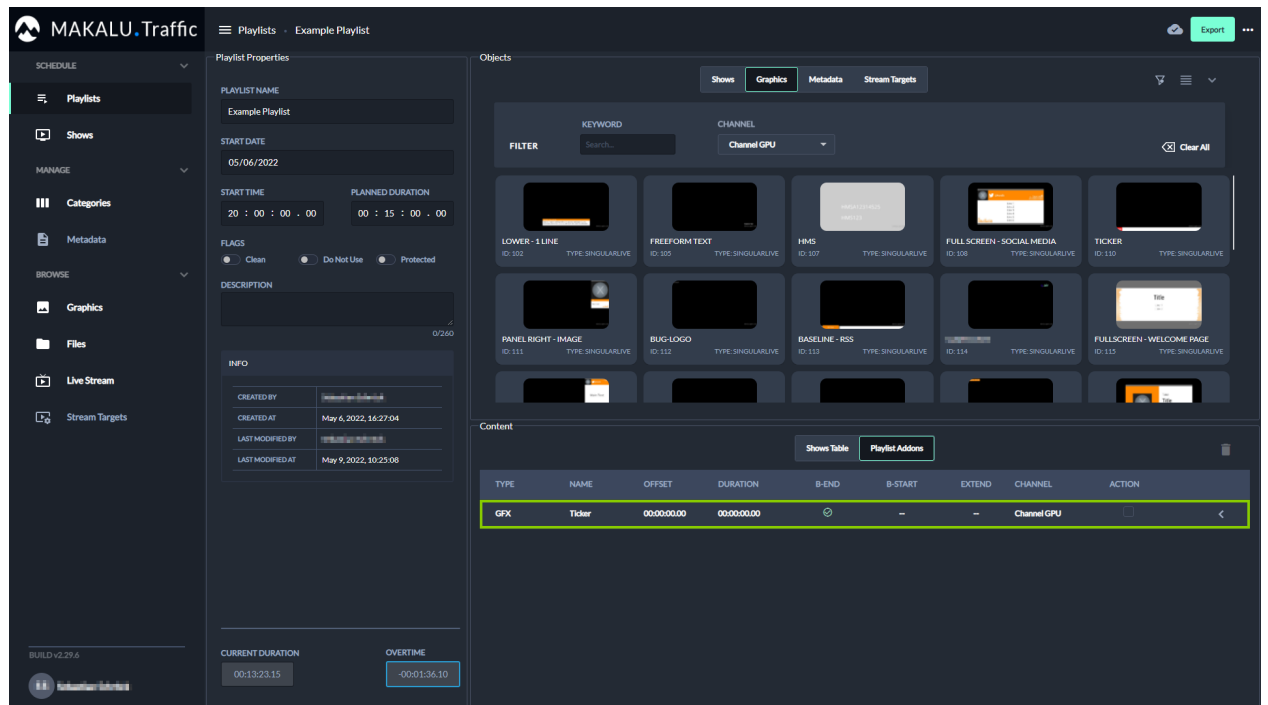 MAKALU.Traffic
Playlists - Example Playlist
Export
SCHEDULE
Playlists
Shows
MANAGE
Categories
Metadata
BROWSE
Graphics
Files
Live Stream
Stream Targets
BUILD v2.29.6
Playlist Properties
PLAYLIST NAME
Example Playlist
START DATE
05/06/2022
START TIME PLANNED DURATION
20 : 00 : 00 . 00 00 : 15 : 00 . 00
FLAGS
Clean Do Not Use Protected
DESCRIPTION
0/260
INFO
CREATED BY
CREATED AT May 6, 2022, 16:27:04
LAST MODIFIED BY
LAST MODIFIED AT May 9, 2022, 10:25:08
CURRENT DURATION OVERTIME
00:13:23.15 -00:01:36.10
Objects
Shows Graphics Metadata Stream Targets
KEYWORD CHANNEL
FILTER Search... Channel GPU Clear All
LOWER - 1 LINE FREEFORM TEXT HMS FULL SCREEN - SOCIAL MEDIA TICKER
ID: 102 TYPE: SINGULARLIVE ID: 105 TYPE: SINGULARLIVE ID: 107 TYPE: SINGULARLIVE ID: 108 TYPE: SINGULARLIVE ID: 110 TYPE: SINGULARLIVE
Title
PANEL RIGHT - IMAGE BUG-LOGO BASELINE - RSS FULLSCREEN - WELCOME PAGE
ID: 111 TYPE: SINGULARLIVE ID: 112 TYPE: SINGULARLIVE ID: 113 TYPE: SINGULARLIVE ID: 114 TYPE: SINGULARLIVE ID: 115 TYPE: SINGULARLIVE
Title
Content
Shows Table Playlist Addons
TYPE NAME OFFSET DURATION B-END B-START EXTEND CHANNEL ACTION
GFX Ticker 00:00:00.00 00:00:00.00 – – Channel GPU